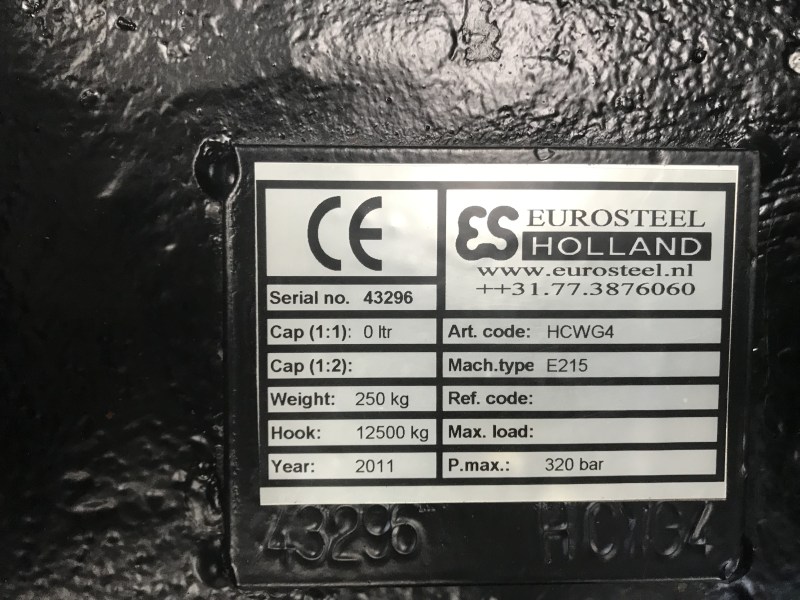 CE
ES EUROSTEEL
HOLLAND
www.eurosteel.nl
++31.77.3876060
Serial no. 43296
Cap (1:1): 0 ltr
Art. code: HCWG4
Cap (1:2):
Mach.type E215
Weight: 250 kg
Ref. code:
Hook: 12500 kg
Max. load:
Year: 2011
P.max.: 320 bar
43296